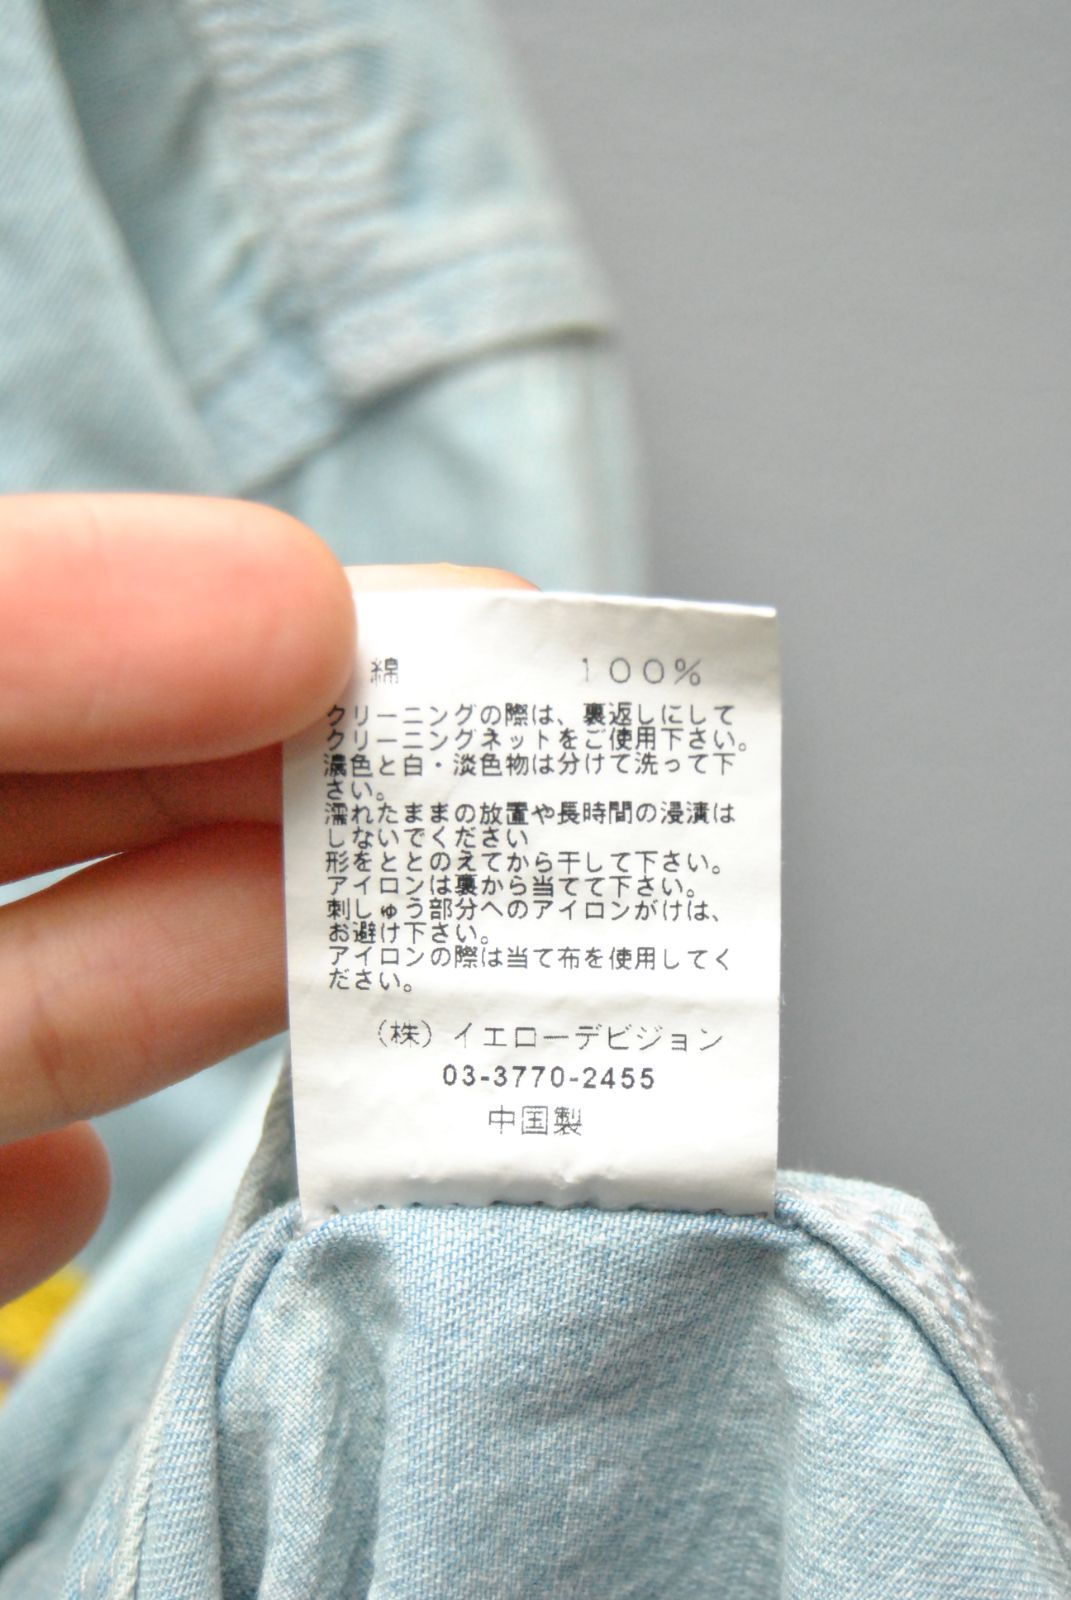 綿 100%
クリーニングの際は、裏返しにして
クリーニングネットをご使用下さい。
濃色と白・淡色物は分けて洗って下
さい。
濡れたままの放置や長時間の浸漬は
しないでください
形をととのえてから干して下さい。
アイロンは裏から当てて下さい。
刺しゅう部分へのアイロンがけは、
お避け下さい。
アイロンの際は当て布を使用してく
ださい。
（株）イエローデビジョン
03-3770-2455
中国製